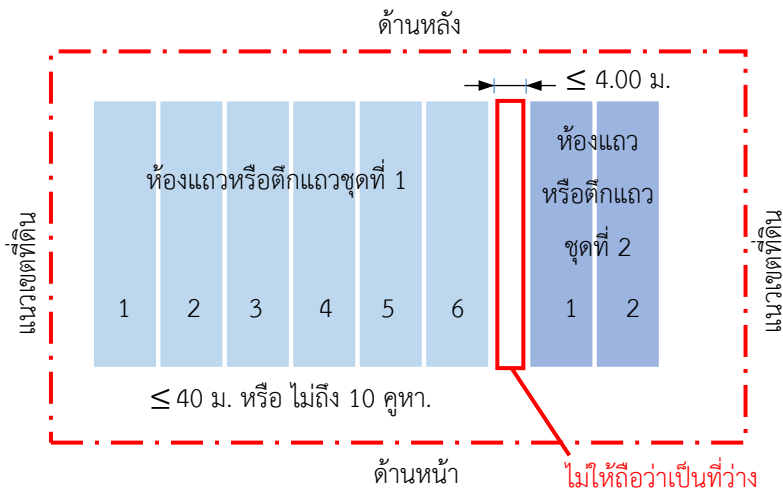 ด้านหลัง
≤ 4.00 ม.
ห้องแถวหรือตึกแถวชุดที่ 1
ห้องแถว
หรือตึกแถว
ชุดที่ 2
แนวเขตที่ดิน
แนวเขตที่ดิน
1 2 3 4 5 6 1 2
≤ 40 ม. หรือ ไม่ถึง 10 คูหา.
ด้านหน้า
ไม่ให้ถือว่าเป็นที่ว่าง